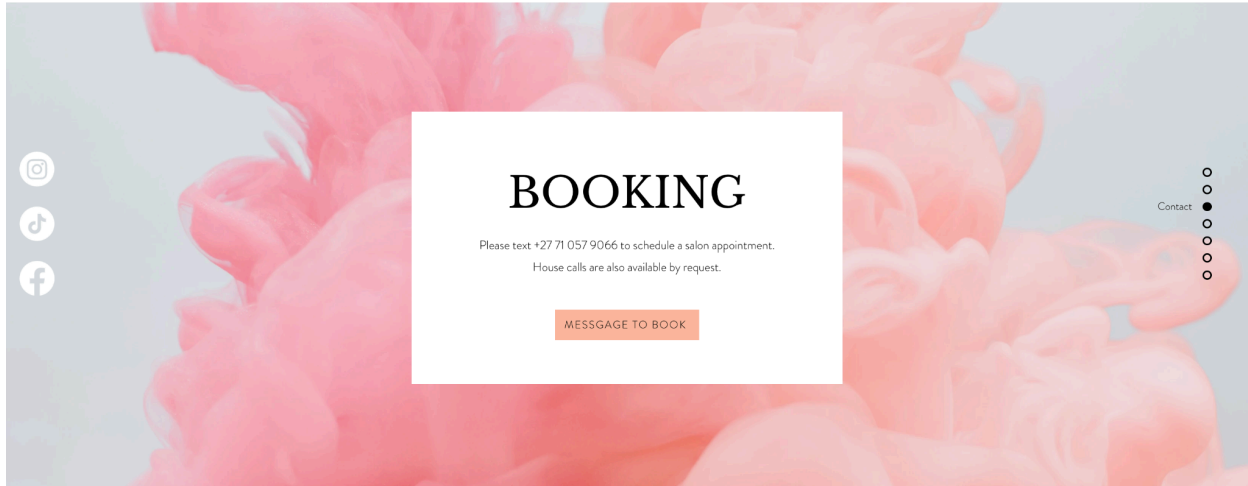 BOOKING
Please text +27 71 057 9066 to schedule a salon appointment.
House calls are also available by request.
MESSGAGE TO BOOK
Contact